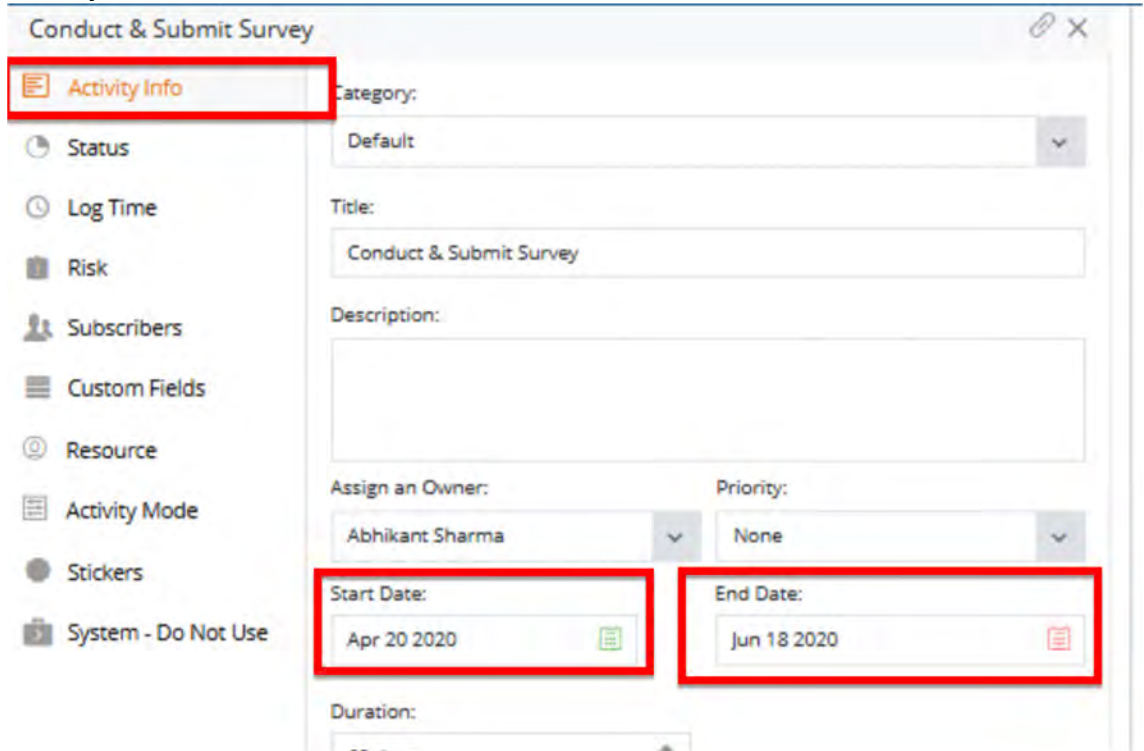 Conduct & Submit Survey
Activity Info
Status
Log Time
Risk
Subscribers
Custom Fields
Resource
Activity Mode
Stickers
System - Do Not Use
Category:
Default
Title:
Conduct & Submit Survey
Description:
Assign an Owner:
Priority:
Abhikant Sharma
None
Start Date:
End Date:
Apr 20 2020
Jun 18 2020
Duration: